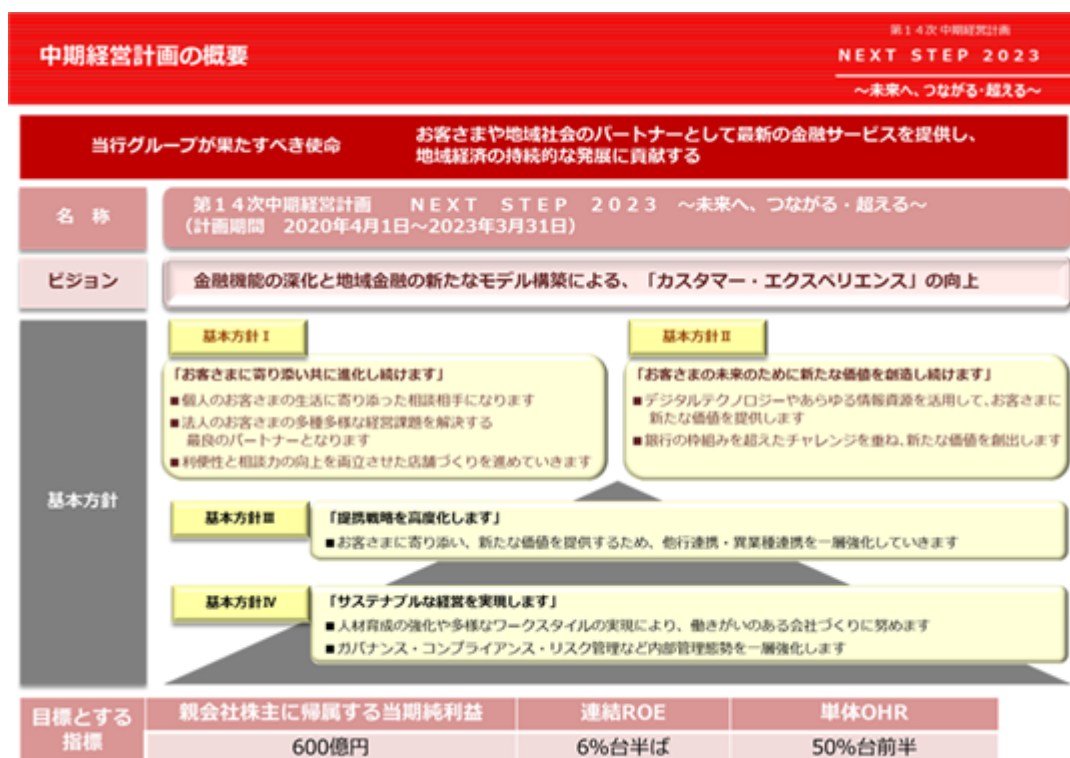 第14次中期経営計画
中期経営計画の概要
NEXT STEP 2023
～未来へ、つながる・超える～
当行グループが果たすべき使命
お客さまや地域社会のパートナーとして最新の金融サービスを提供し、
地域経済の持続的な発展に貢献する
名 称
第14次中期経営計画 NEXT STEP 2023 ～未来へ、つながる・超える～
（計画期間 2020年4月1日～2023年3月31日）
ビジョン
金融機能の深化と地域金融の新たなモデル構築による、「カスタマー・エクスペリエンス」の向上
基本方針
基本方針Ⅰ
「お客さまに寄り添い共に進化し続けます」
■個人のお客さまの生活に寄り添った相談相手になります
■法人のお客さまの多種多様な経営課題を解決する
最良のパートナーとなります
■利便性と相談力の向上を両立させた店舗づくりを進めていきます
基本方針Ⅱ
「お客さまの未来のために新たな価値を創造し続けます」
■デジタルテクノロジーやあらゆる情報資源を活用して、お客さまに
新たな価値を提供します
■銀行の枠組みを超えたチャレンジを重ね、新たな価値を創出します
基本方針Ⅲ
「提携戦略を高度化します」
■お客さまに寄り添い、新たな価値を提供するため、他行連携・異業種連携を一層強化していきます
基本方針Ⅳ
「サステナブルな経営を実現します」
■人材育成の強化や多様なワークスタイルの実現により、働きがいのある会社づくりに努めます
■ガバナンス・コンプライアンス・リスク管理など内部管理態勢を一層強化します
目標とする
指標
親会社株主に帰属する当期純利益
連結ROE
単体OHR
600億円
6%台半ば
50%台前半